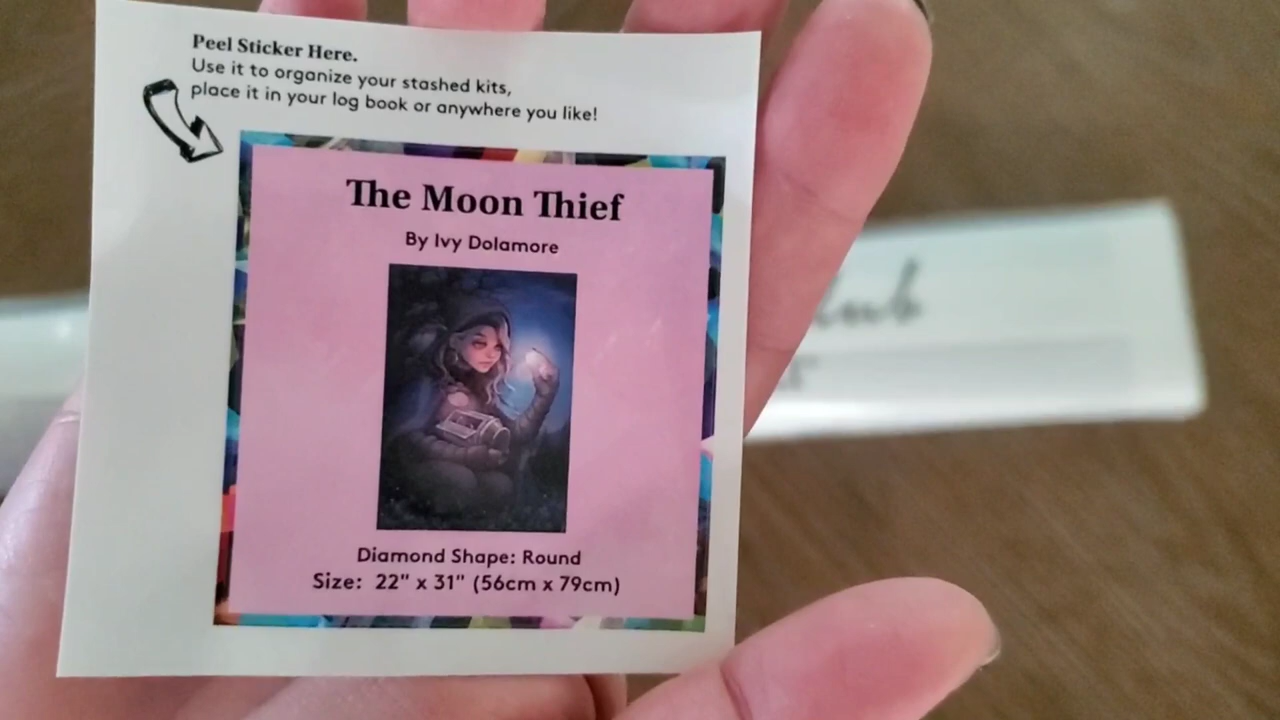 Peel Sticker Here.
Use it to organize your stashed kits,
place it in your log book or anywhere you like!
The Moon Thief
By Ivy Dolamore
Diamond Shape: Round
Size: 22" x 31" (56cm x 79cm)